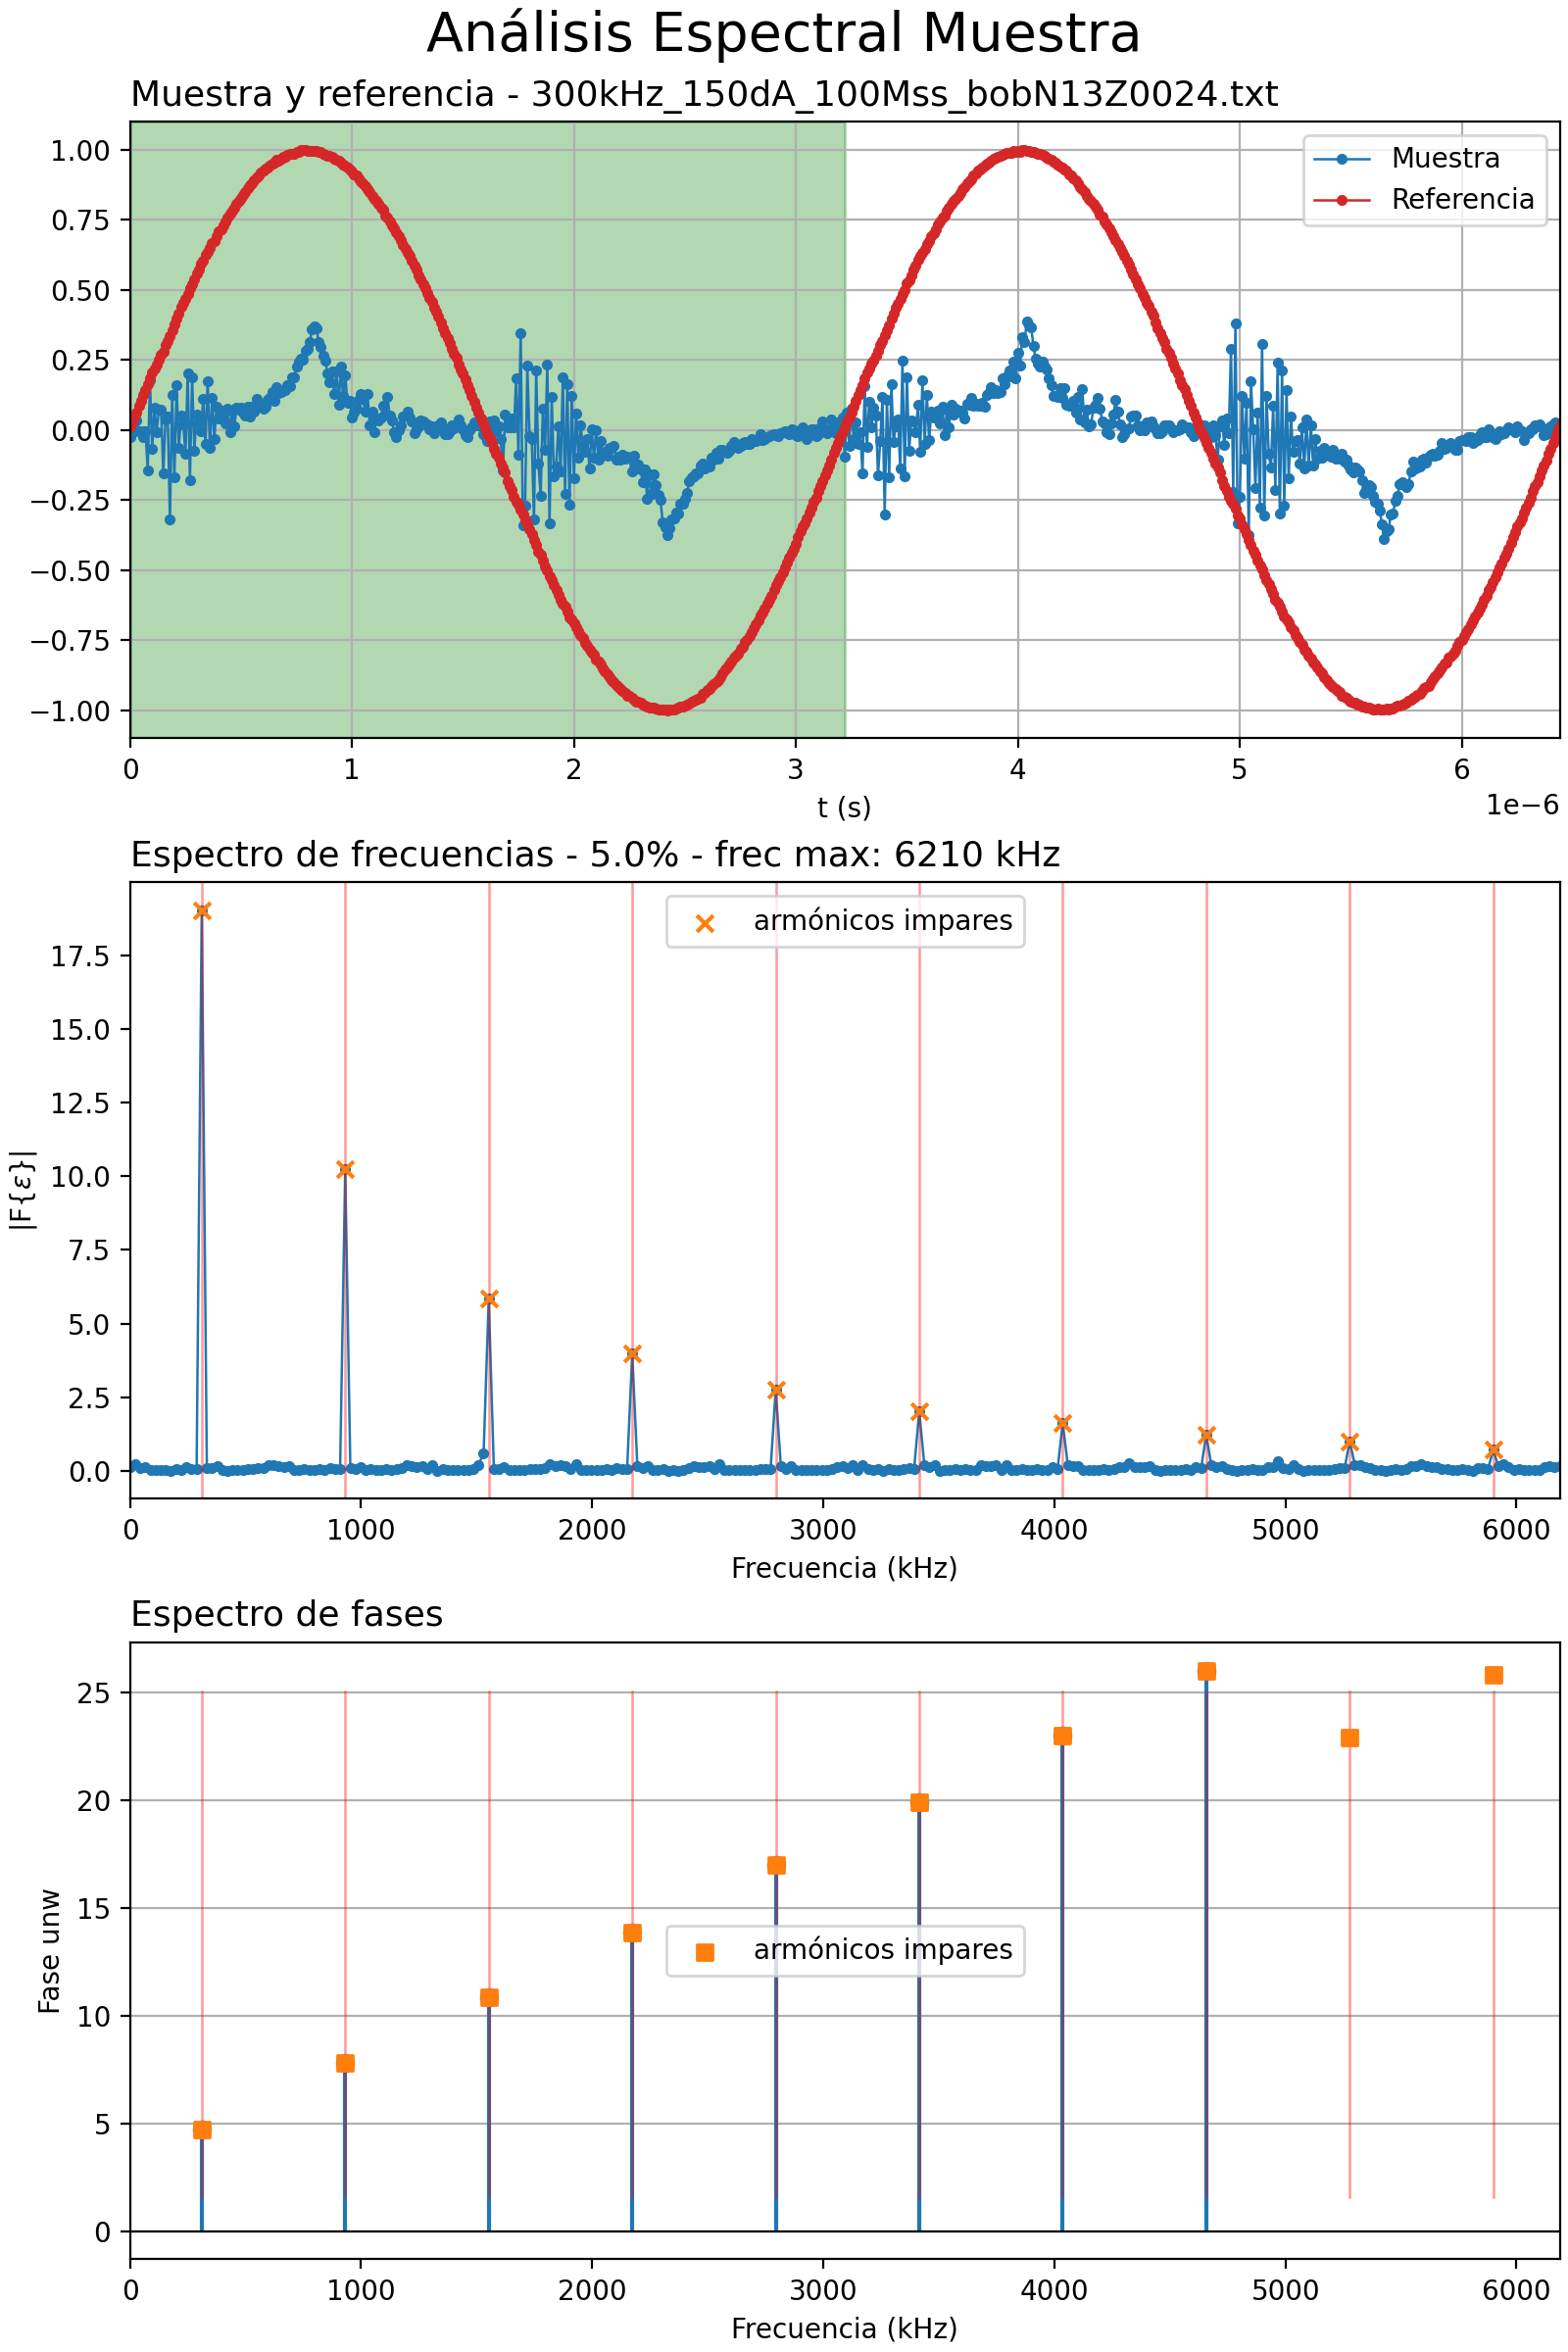 Análisis Espectral Muestra
Muestra y referencia - 300kHz_150dA_100Mss_bobN13Z0024.txt
1.00
0.75
0.50
0.25
0.00
−0.25
−0.50
−0.75
−1.00
Muestra
Referencia
0 1 2 3 4 5 6
t (s)
1e−6
Espectro de frecuencias - 5.0% - frec max: 6210 kHz
|F{ε}|
17.5
15.0
12.5
10.0
7.5
5.0
2.5
0.0
armónicos impares
0 1000 2000 3000 4000 5000 6000
Frecuencia (kHz)
Espectro de fases
Fase unw
25
20
15
10
5
0
armónicos impares
0 1000 2000 3000 4000 5000 6000
Frecuencia (kHz)